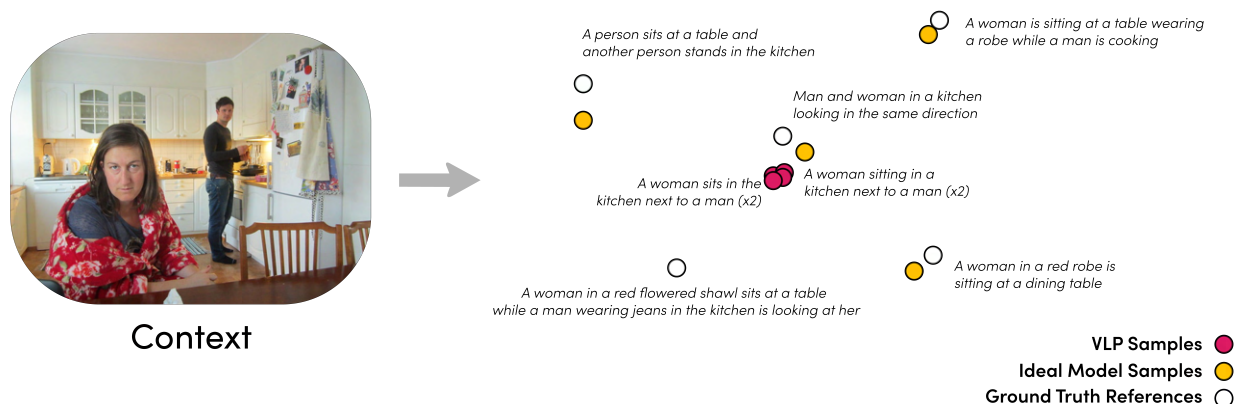 A person sits at a table and
another person stands in the kitchen
A woman is sitting at a table wearing
a robe while a man is cooking
Man and woman in a kitchen
looking in the same direction
A woman sits in the
kitchen next to a man (x2)
A woman sitting in a
kitchen next to a man (x2)
A woman in a red flowered shawl sits at a table
while a man wearing jeans in the kitchen is looking at her
A woman in a red robe is
sitting at a dining table
Context
VLP Samples
Ideal Model Samples
Ground Truth References